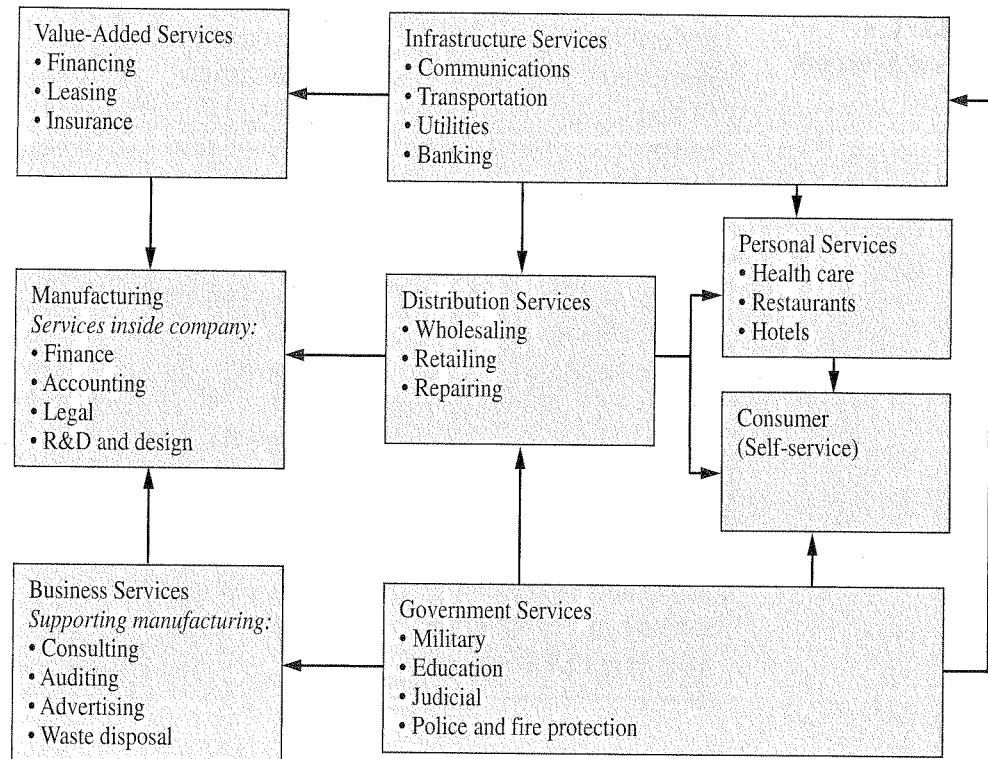 Value-Added Services
• Financing
• Leasing
• Insurance
Infrastructure Services
• Communications
• Transportation
• Utilities
• Banking
Personal Services
• Health care
• Restaurants
• Hotels
Manufacturing
Services inside company:
• Finance
• Accounting
• Legal
• R&D and design
Distribution Services
• Wholesaling
• Retailing
• Repairing
Consumer
(Self-service)
Business Services
Supporting manufacturing:
• Consulting
• Auditing
• Advertising
• Waste disposal
Government Services
• Military
• Education
• Judicial
• Police and fire protection